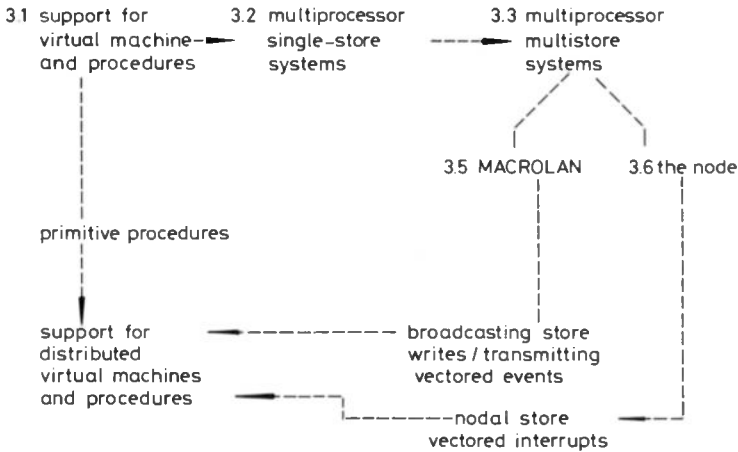 3.1 support for
virtual machine
and procedures
3.2 multiprocessor
single-store
systems
3.3 multiprocessor
multistore
systems
3.5 MACROLAN
3.6 the node
primitive procedures
support for
distributed
virtual machines
and procedures
broadcasting store
writes / transmitting
vectored events
nodal store
vectored interrupts